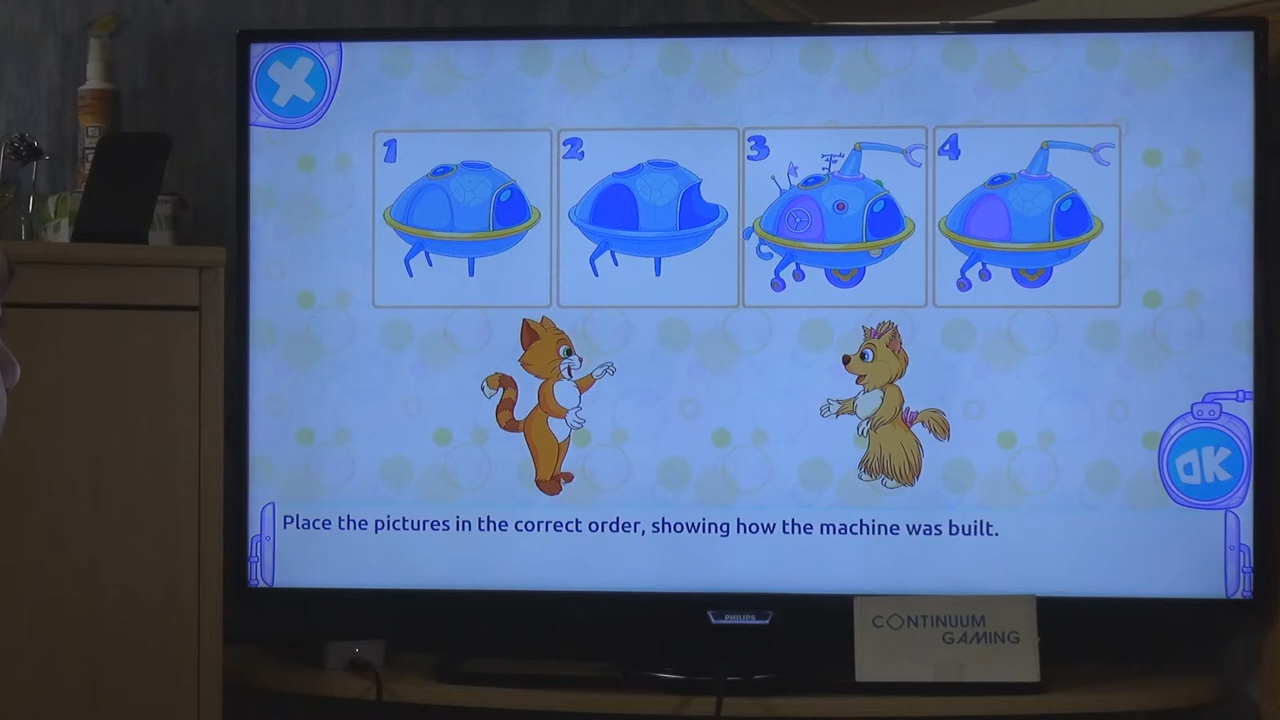 1 2 3 4
OK
Place the pictures in the correct order, showing how the machine was built.
PHILIPS
CONTINUUM
GAMING